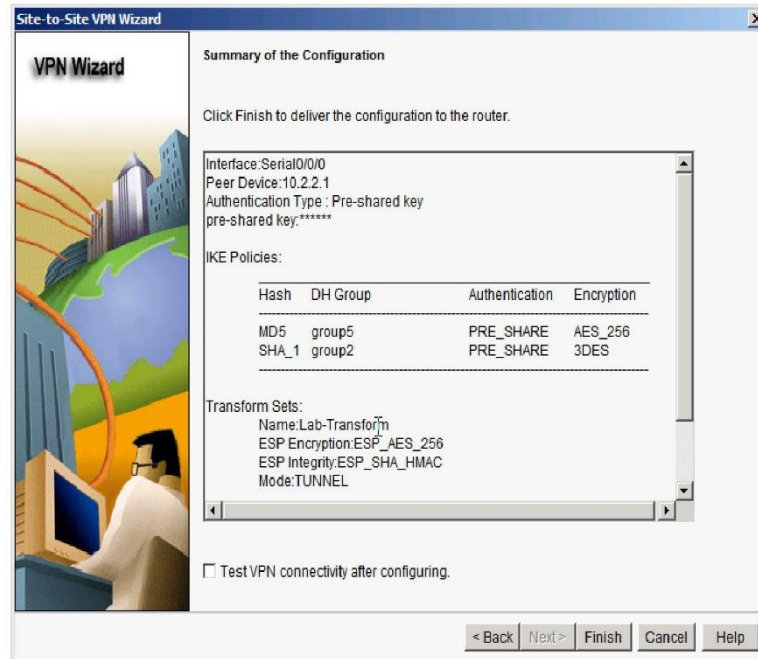 Site-to-Site VPN Wizard
VPN Wizard
Summary of the Configuration
Click Finish to deliver the configuration to the router.
Interface:Serial0/0/0
Peer Device:10.2.2.1
Authentication Type : Pre-shared key
pre-shared key:******
IKE Policies:
Hash DH Group Authentication Encryption
MD5 group5 PRE_SHARE AES_256
SHA_1 group2 PRE_SHARE 3DES
Transform Sets:
Name:Lab-Transform
ESP Encryption:ESP_AES_256
ESP Integrity:ESP_SHA_HMAC
Mode:TUNNEL
Test VPN connectivity after configuring.
< Back Next > Finish Cancel Help